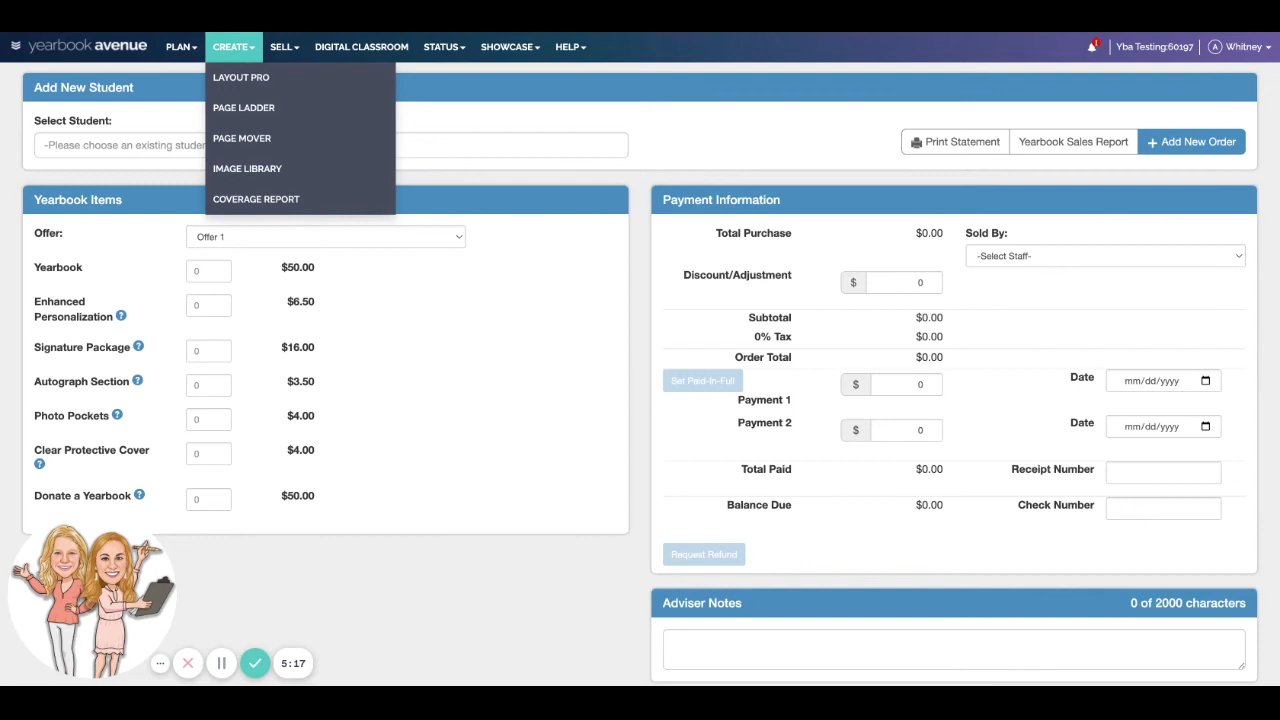 yearbook avenue PLAN CREATE SELL DIGITAL CLASSROOM STATUS SHOWCASE HELP 1 Yba Testing:60197 A Whitney
LAYOUT PRO
PAGE LADDER
PAGE MOVER
IMAGE LIBRARY
COVERAGE REPORT
Add New Student
Select Student:
-Please choose an existing studen
Print Statement Yearbook Sales Report + Add New Order
Yearbook Items
Offer: Offer 1
Yearbook 0 $50.00
Enhanced
Personalization ? 0 $6.50
Signature Package ? 0 $16.00
Autograph Section ? 0 $3.50
Photo Pockets ? 0 $4.00
Clear Protective Cover
? 0 $4.00
Donate a Yearbook ? 0 $50.00
Payment Information
Total Purchase $0.00 Sold By:
-Select Staff-
Discount/Adjustment $ 0
Subtotal $0.00
0% Tax $0.00
Order Total $0.00
Set Paid-In-Full
Payment 1 $ 0 Date mm/dd/yyyy
Payment 2 $ 0 Date mm/dd/yyyy
Total Paid $0.00 Receipt Number
Balance Due $0.00 Check Number
Request Refund
Adviser Notes 0 of 2000 characters
5:17